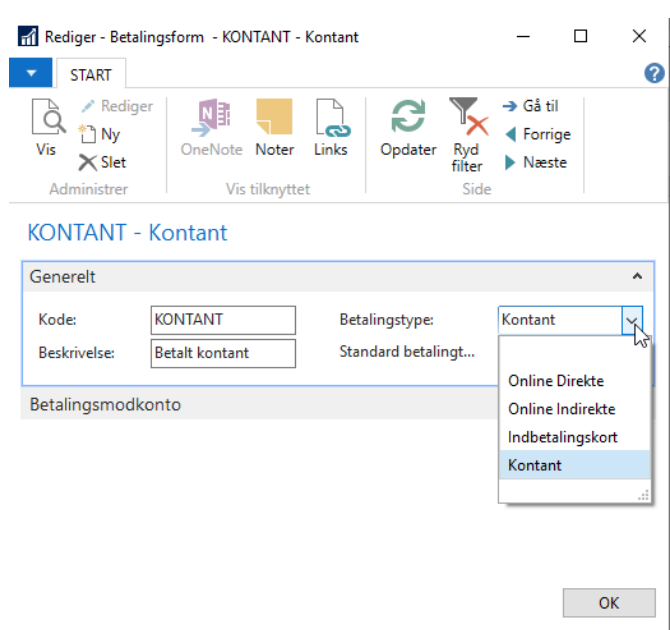 Rediger - Betalingsform - KONTANT - Kontant
START
Vis
Rediger
Ny
Slet
OneNote
Noter
Links
Opdater
Ryd
filter
Gå til
Forrige
Næste
Administrer
Vis tilknyttet
Side
KONTANT - Kontant
Generelt
Kode: KONTANT
Betalingstype: Kontant
Beskrivelse: Betalt kontant
Standard betalingt...
Online Direkte
Online Indirekte
Indbetalingskort
Kontant
Betalingsmodkonto
OK